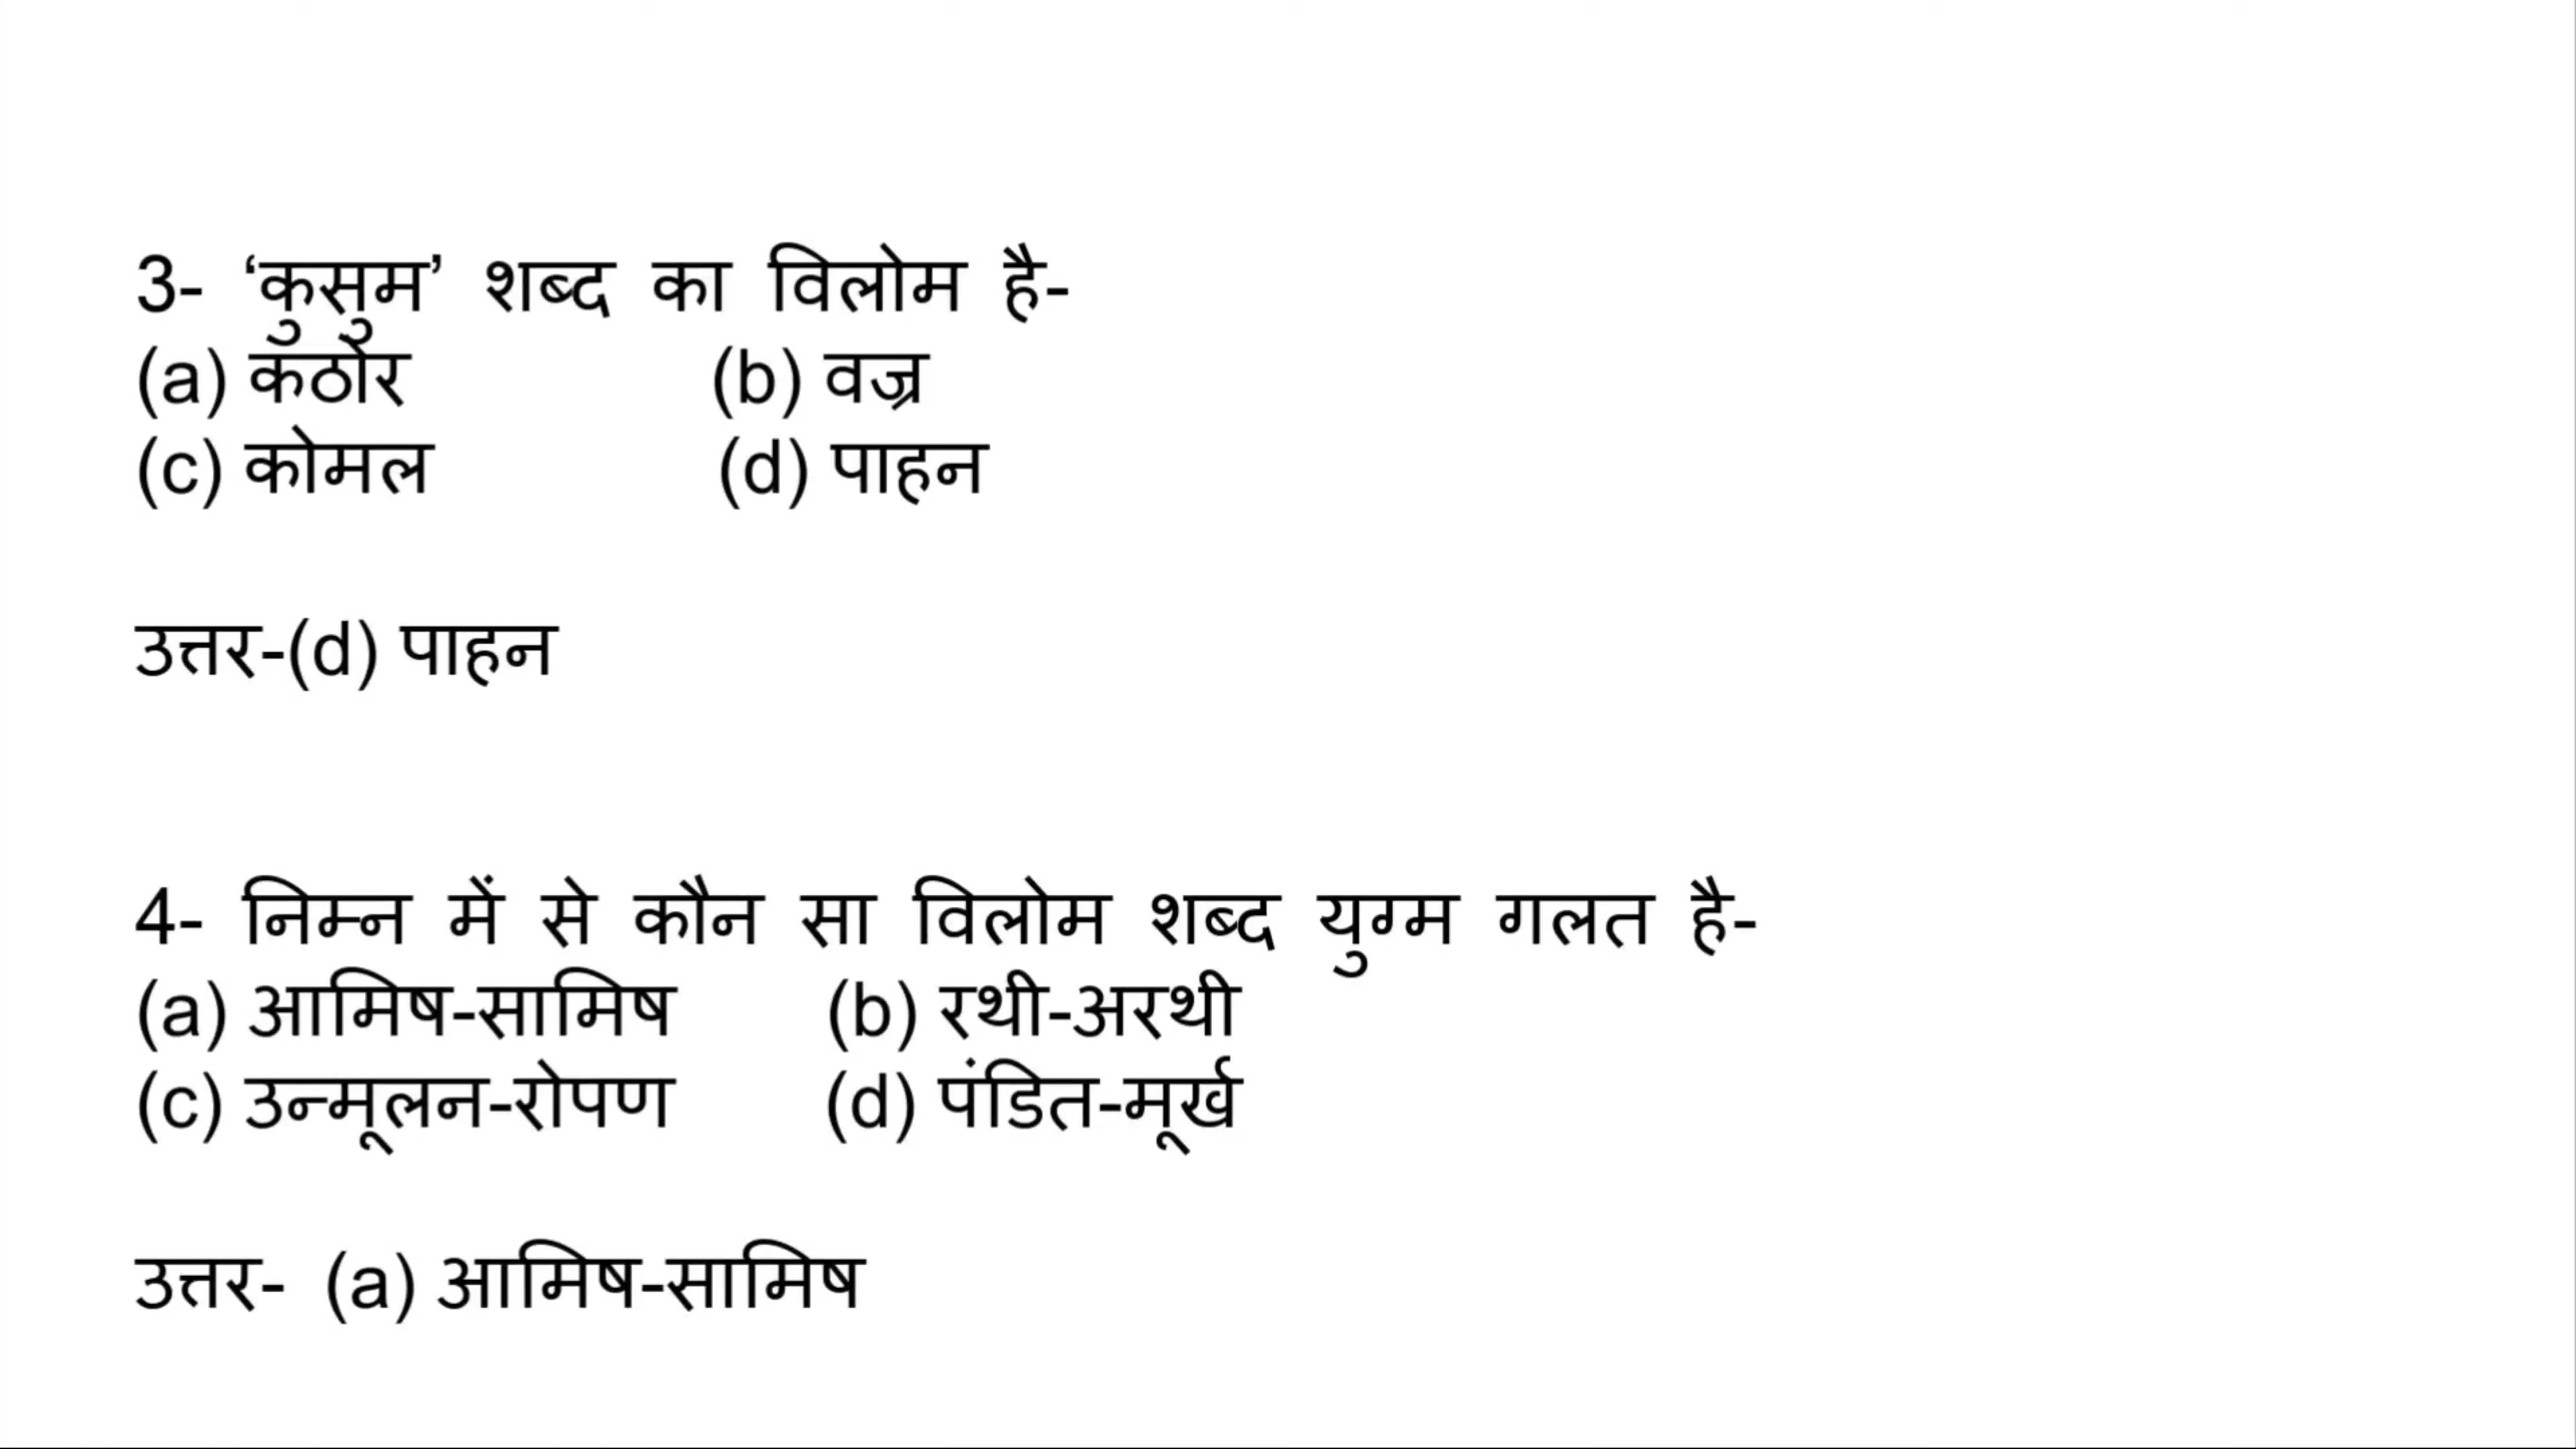 3- ‘कुसुम’ शब्द का विलोम है-
(a) कठोर (b) वज्र
(c) कोमल (d) पाहन
उत्तर-(d) पाहन
4- निम्न में से कौन सा विलोम शब्द युग्म गलत है-
(a) आमिष-सामिष (b) रथी-अरथी
(c) उन्मूलन-रोपण (d) पंडित-मूर्ख
उत्तर- (a) आमिष-सामिष